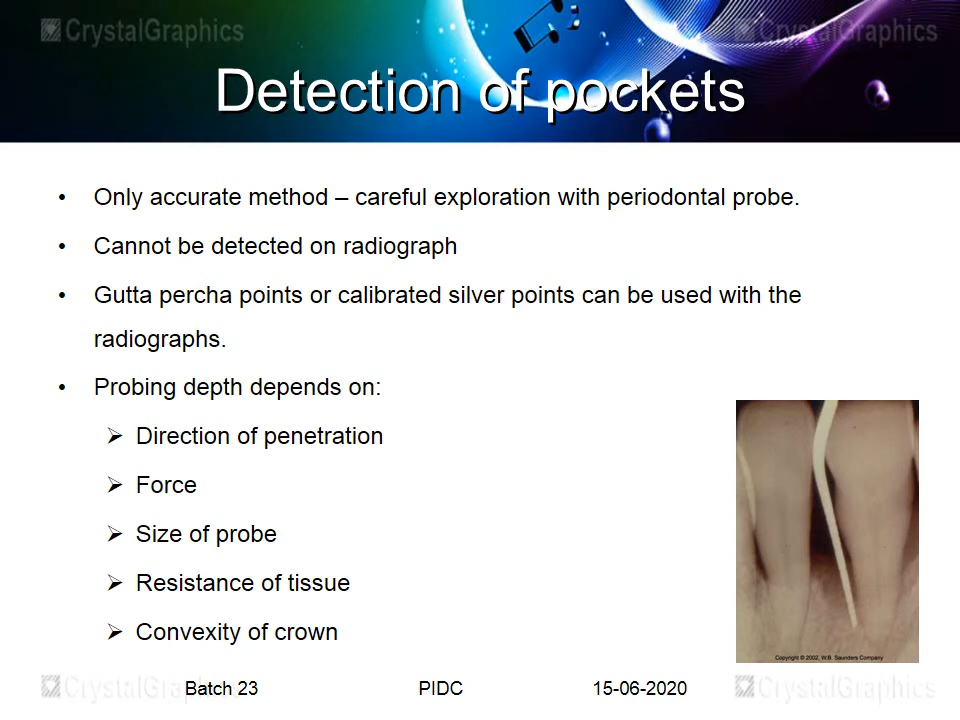 CrystalGraphics
CrystalGraphics
Detection of pockets
• Only accurate method – careful exploration with periodontal probe.
• Cannot be detected on radiograph
• Gutta percha points or calibrated silver points can be used with the
radiographs.
• Probing depth depends on:
➢ Direction of penetration
➢ Force
➢ Size of probe
➢ Resistance of tissue
➢ Convexity of crown
Copyright © 2002, W.B. Saunders Company
CrystalGraphics
Batch 23
PIDC
15-06-2020
CrystalGraphics